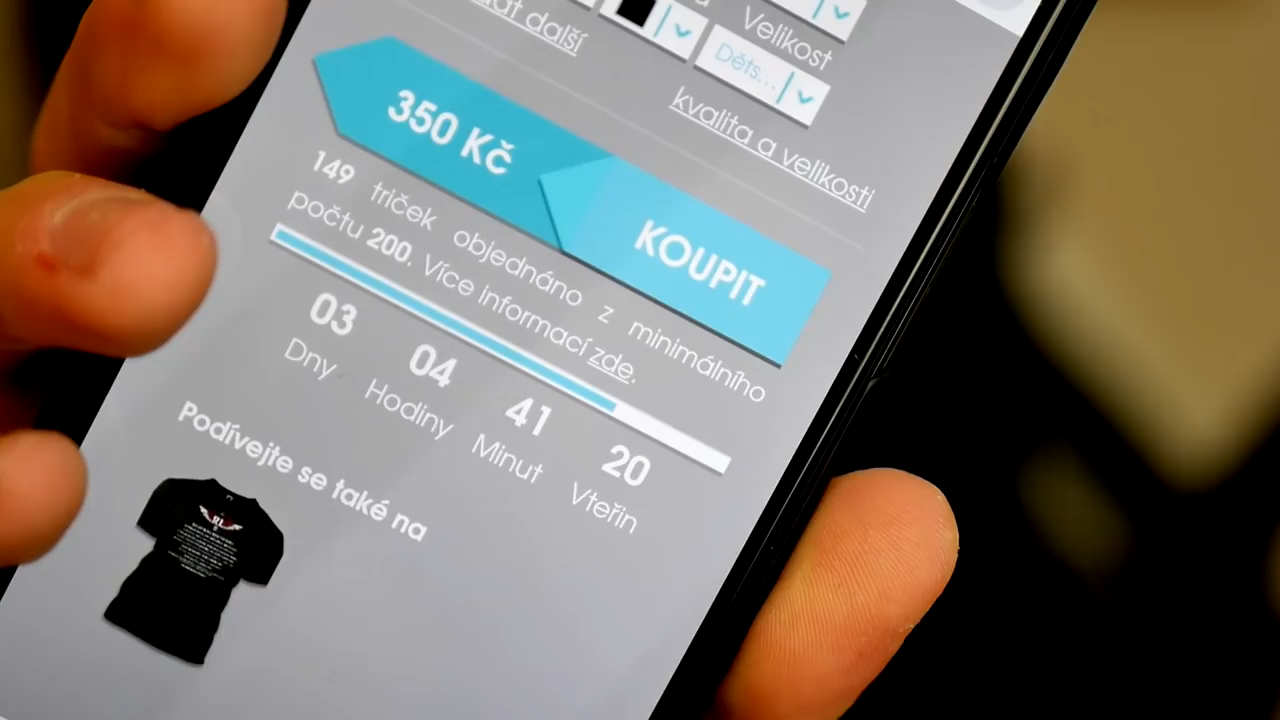 další
Velikost
Děts...
kvalita a velikosti
350 Kč
KOUPIT
149 triček objednáno z minimálního
počtu 200. Více informací zde.
03 04 41 20
Dny Hodiny Minut Vteřin
Podívejte se také na